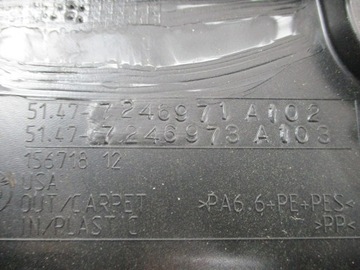 51.47-7246971 A102
51.47-7246973 A103
156718 12
USA
OUT/CARPET >PA6.6+PE+PES<
IN/PLASTIC >PP<